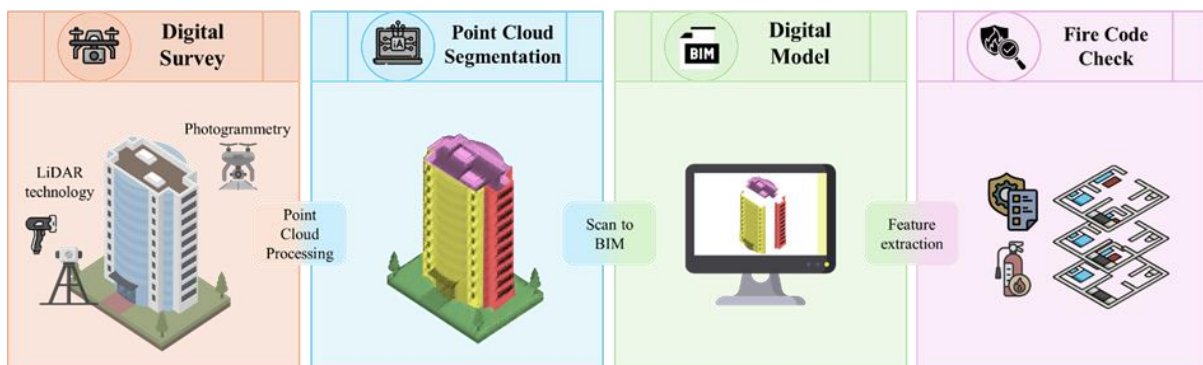 Digital
Survey
Point Cloud
Segmentation
iA
BIM
Digital
Model
Fire Code
Check
Photogrammetry
LiDAR
technology
Point
Cloud
Processing
Scan to
BIM
Feature
extraction